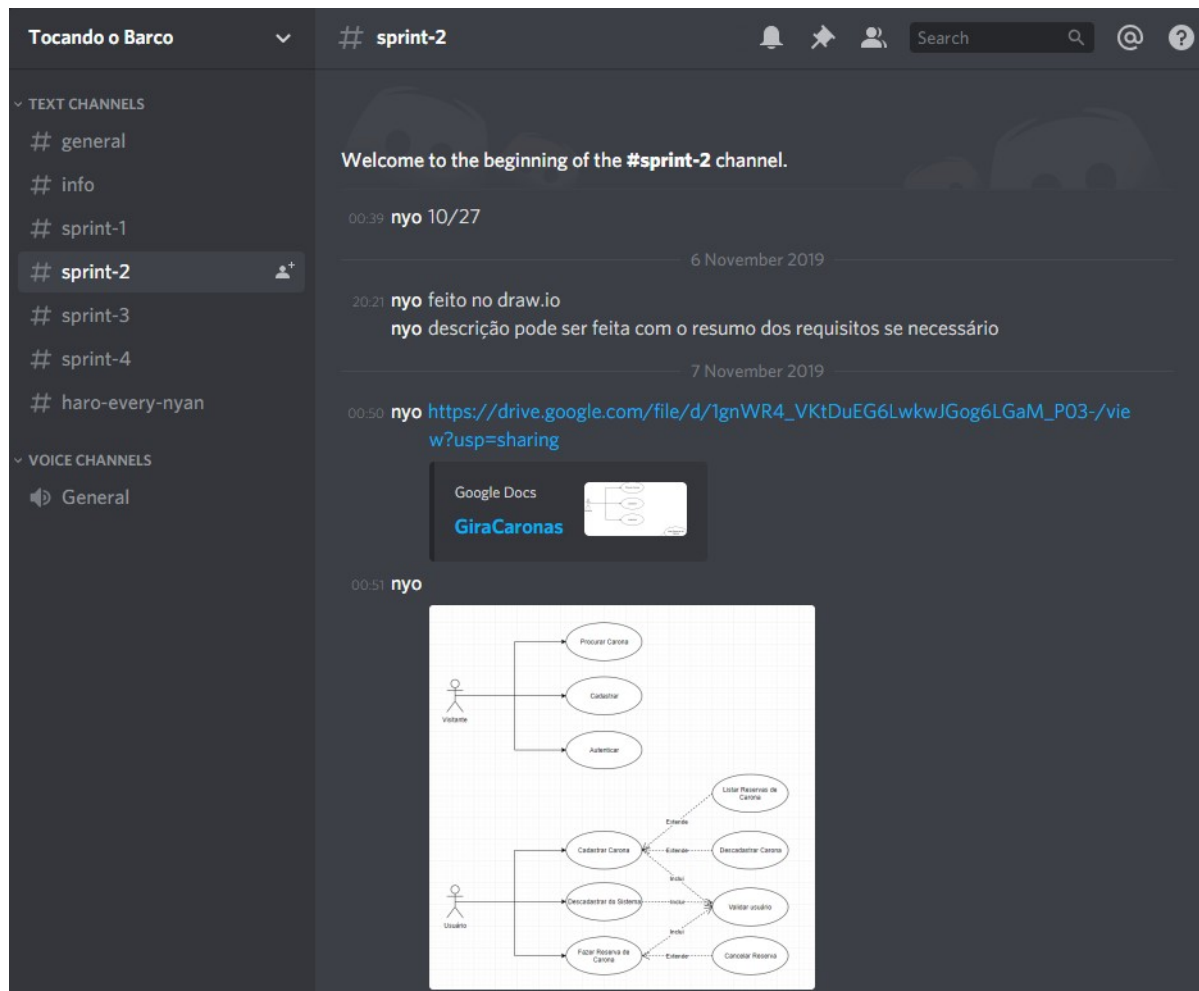 Tocando o Barco
# sprint-2
Search
TEXT CHANNELS
# general
# info
# sprint-1
# sprint-2
# sprint-3
# sprint-4
# haro-every-nyan
VOICE CHANNELS
General
Welcome to the beginning of the #sprint-2 channel.
00:39 nyo 10/27
6 November 2019
20:21 nyo feito no draw.io
nyo descrição pode ser feita com o resumo dos requisitos se necessário
7 November 2019
00:50 nyo https://drive.google.com/file/d/1gnWR4_VKtDuEG6LwkwJGog6LGaM_P03-/vie
w?usp=sharing
Google Docs
GiraCaronas
00:51 nyo
Procurar Carona
Visitante
Cadastrar
Autenticar
Listar Reservas de
Carona
Extende
Cadastrar Carona
Extende
Descadastrar Carona
Inclui
Usuário
Descadastrar do Sistema
Inclui
Validar usuário
Inclui
Fazer Reserva de
Carona
Extende
Cancelar Reserva